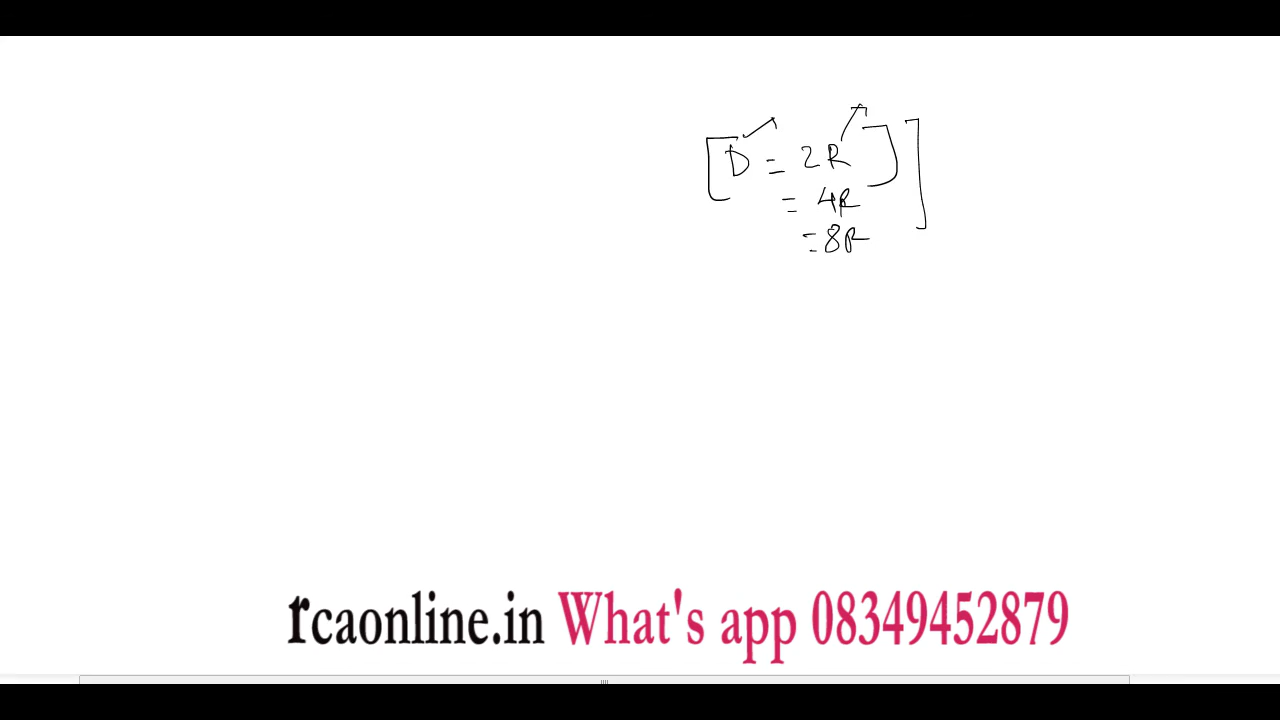 [D = 2R]]
= 4R
= 8R
rcaonline.in What's app 08349452879